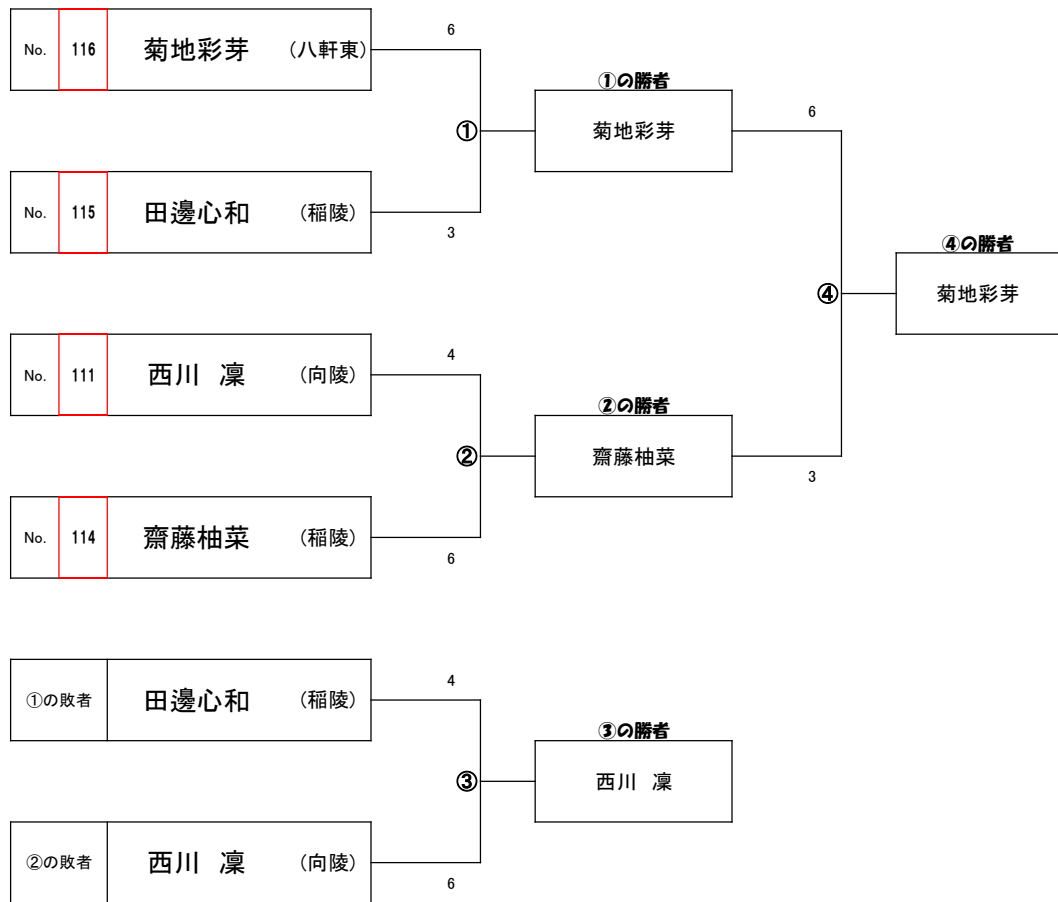 No. 116 菊地彩芽 (八軒東)
6
①の勝者
① 菊地彩芽
6
No. 115 田邊心和 (稲陵)
3
④の勝者
④ 菊地彩芽
No. 111 西川 凜 (向陵)
4
②の勝者
② 齋藤柚菜
3
No. 114 齋藤柚菜 (稲陵)
6
①の敗者 田邊心和 (稲陵)
4
③の勝者
③ 西川 凜
②の敗者 西川 凜 (向陵)
6